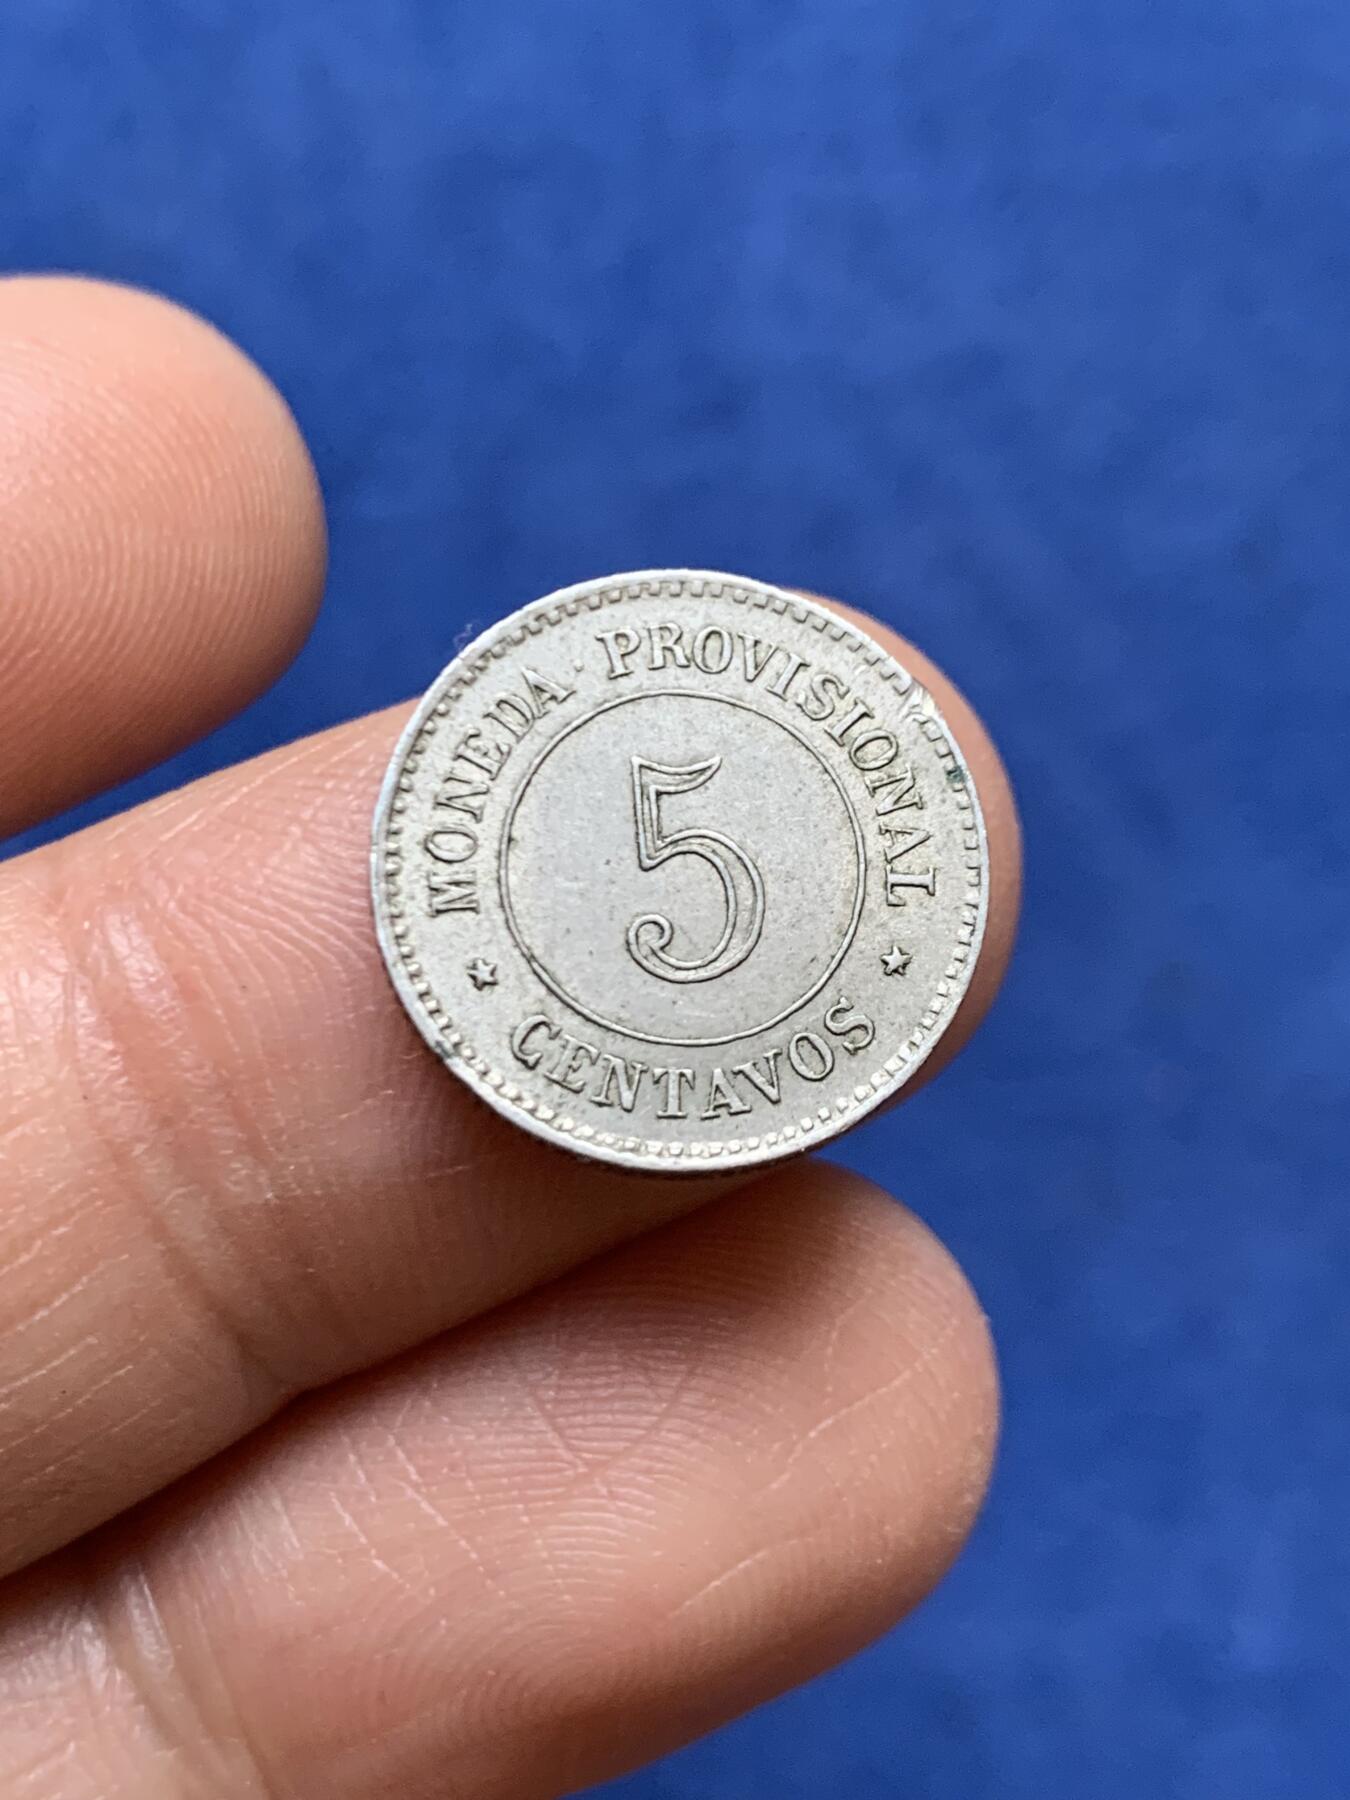 MONEDA · PROVISIONAL
5
★ CENTAVOS ★